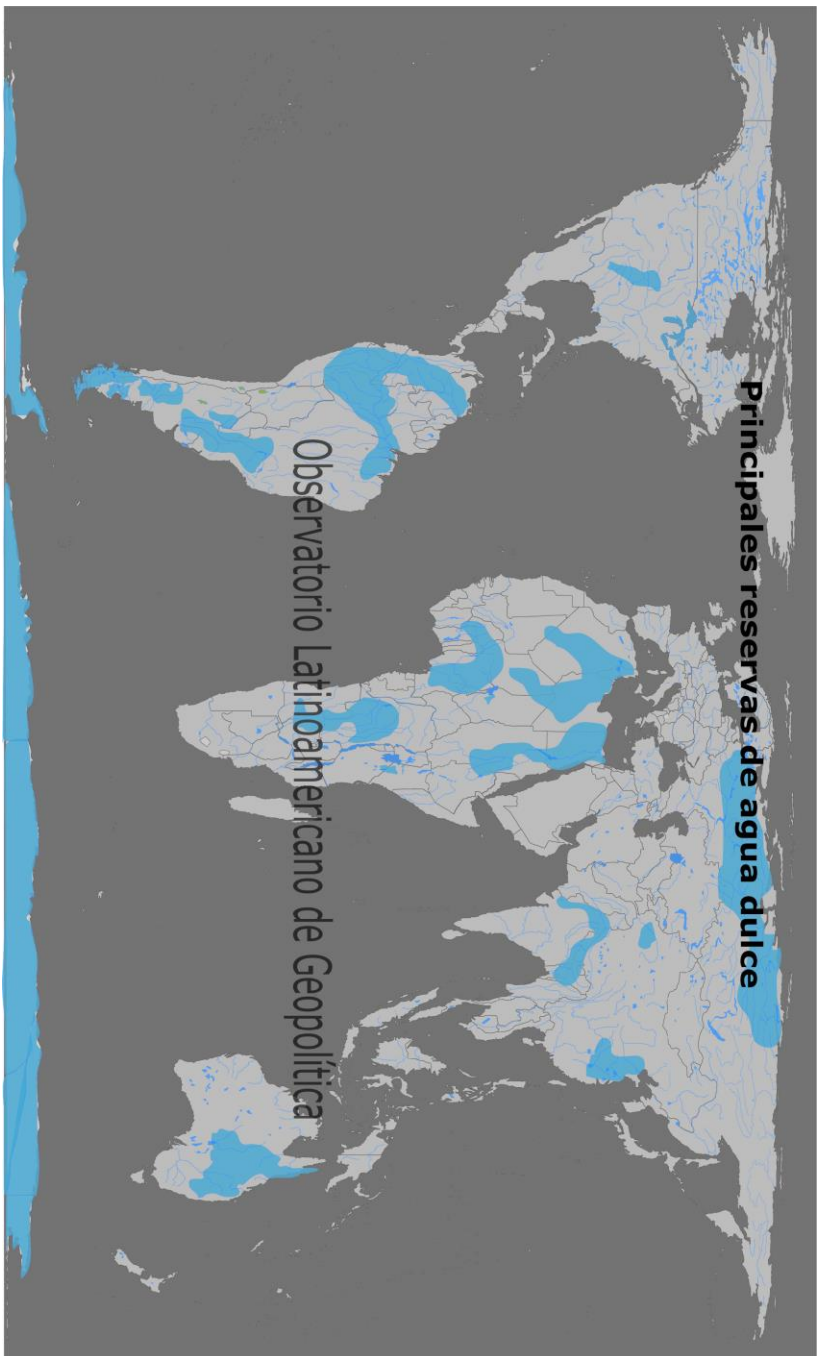 Principales reservas de agua dulce
Observatorio Latinoamericano de Geopolítica